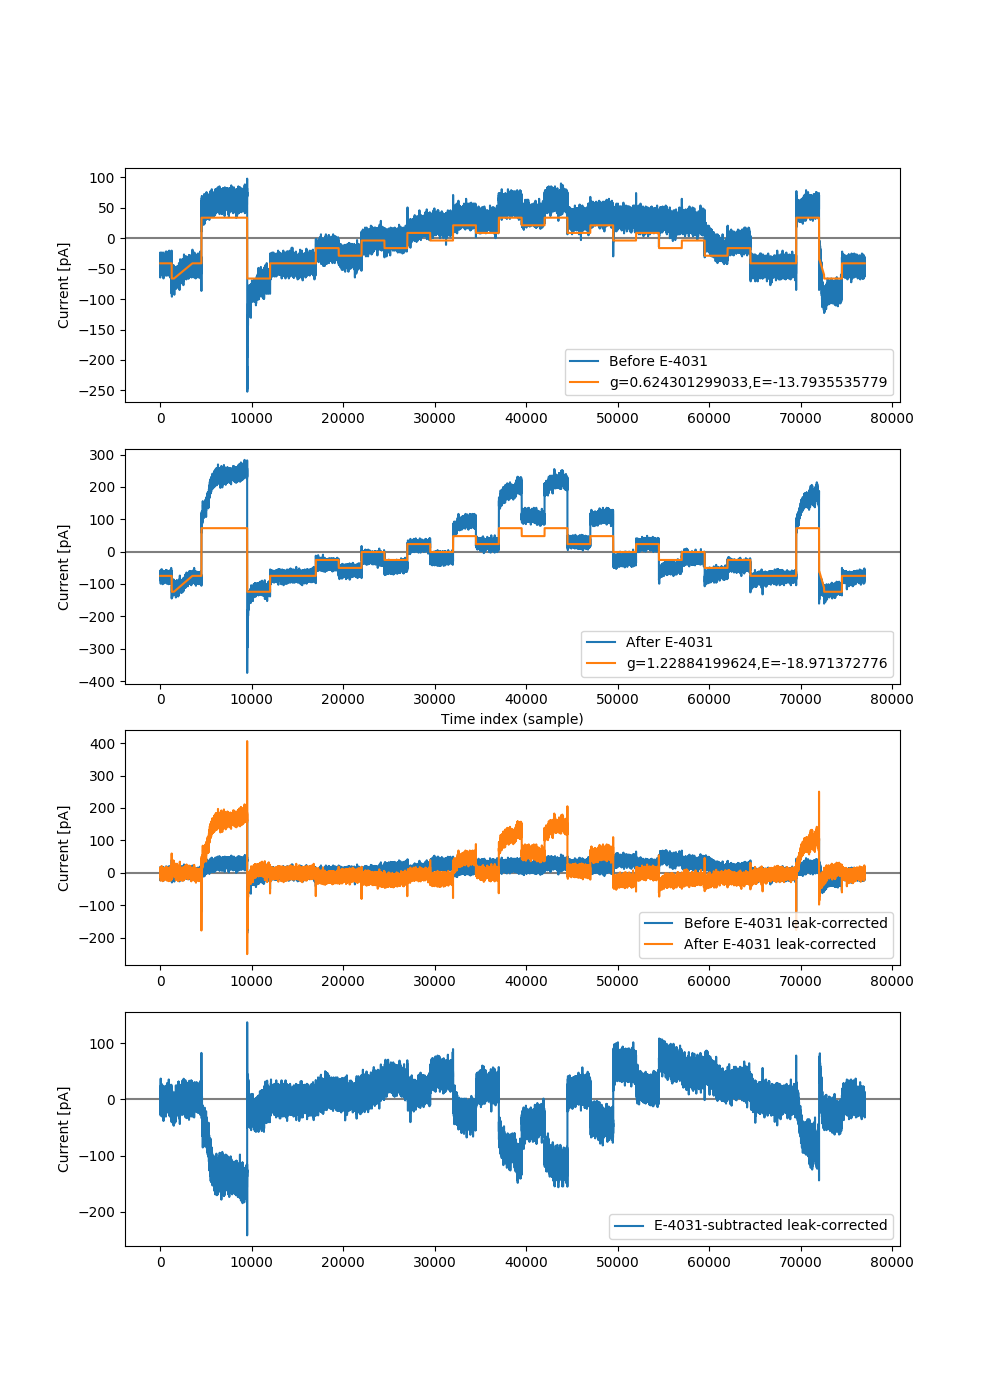 100
50
0
−50
−100
−150
−200
−250
Current [pA]
Before E-4031
g=0.624301299033,E=-13.7935535779
0 10000 20000 30000 40000 50000 60000 70000 80000
300
200
100
0
−100
−200
−300
−400
Current [pA]
After E-4031
g=1.22884199624,E=-18.971372776
0 10000 20000 30000 40000 50000 60000 70000 80000
Time index (sample)
400
300
200
100
0
−100
−200
Current [pA]
Before E-4031 leak-corrected
After E-4031 leak-corrected
0 10000 20000 30000 40000 50000 60000 70000 80000
100
0
−100
−200
Current [pA]
E-4031-subtracted leak-corrected
0 10000 20000 30000 40000 50000 60000 70000 80000